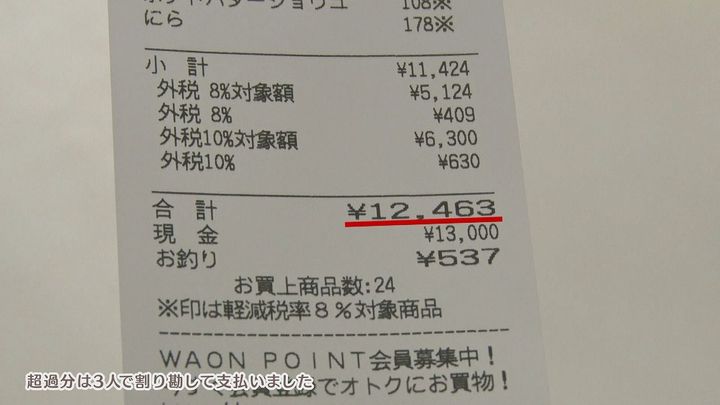 108※
にら 178※
小計 ¥11,424
外税 8%対象額 ¥5,124
外税 8% ¥409
外税10%対象額 ¥6,300
外税10% ¥630
合計 ¥12,463
現金 ¥13,000
お釣り ¥537
お買上商品数:24
※印は軽減税率8%対象商品
WAON POINT会員募集中!
会員登録でオトクにお買物!
超過分は3人で割り勘して支払いました